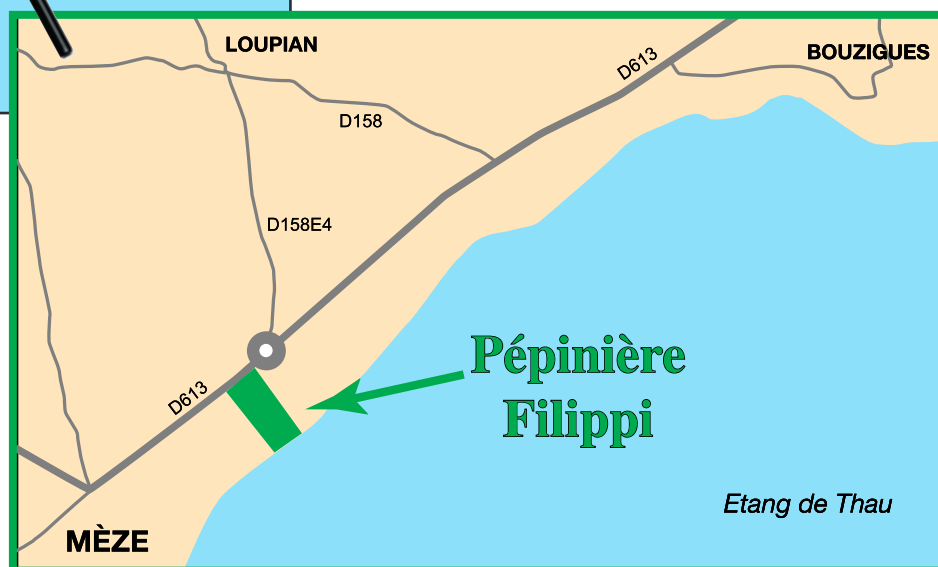 LOUPIAN
BOUZIGUES
D613
D158
D158E4
Pépinière
Filippi
D613
Etang de Thau
MÈZE